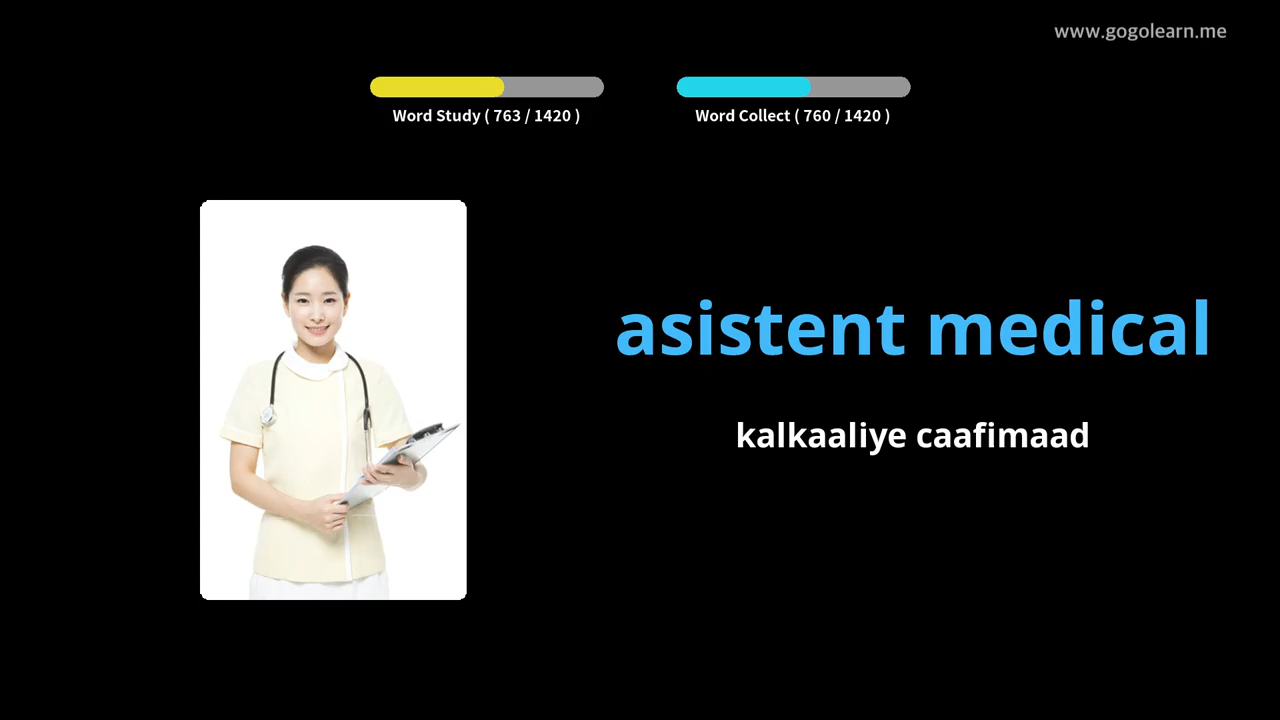 www.gogolearn.me
Word Study ( 763 / 1420 )
Word Collect ( 760 / 1420 )
asistent medical
kalkaaliye caafimaad